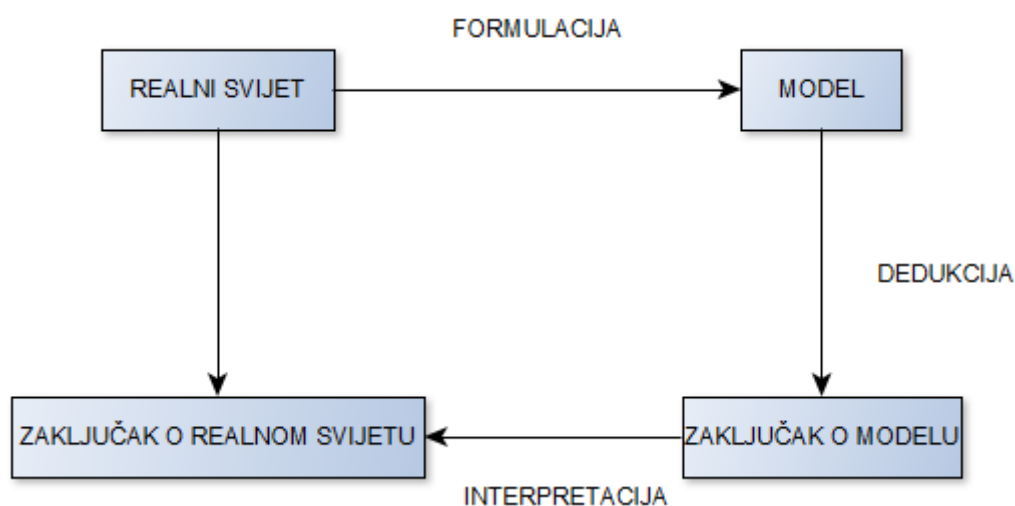 FORMULACIJA
REALNI SVIJET
MODEL
DEDUKCIJA
ZAKLJUČAK O REALNOM SVIJETU
ZAKLJUČAK O MODELU
INTERPRETACIJA